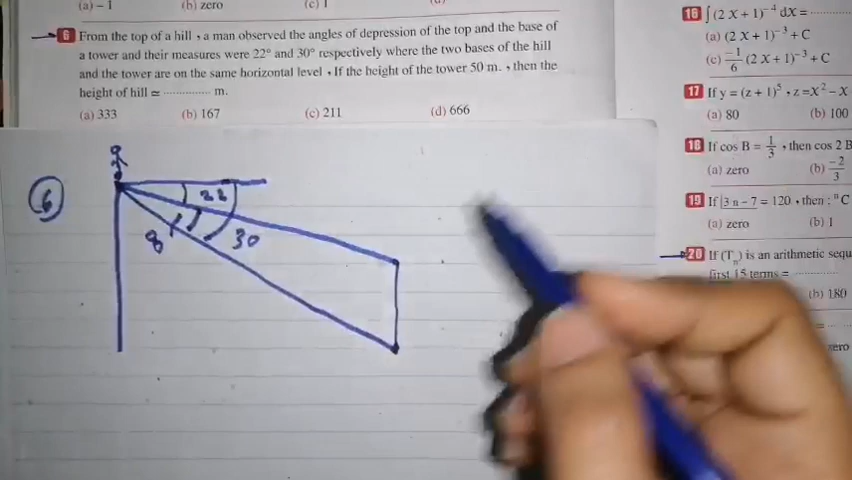 (a) – 1
(b) zero
(c) 1
(d)
6 From the top of a hill , a man observed the angles of depression of the top and the base of
a tower and their measures were 22° and 30° respectively where the two bases of the hill
and the tower are on the same horizontal level , If the height of the tower 50 m. , then the
height of hill ≃ ............... m.
(a) 333
(b) 167
(c) 211
(d) 666
6
22
8
30
16 ∫ (2 X + 1)⁻⁴ dX = ............
(a) (2 X + 1)⁻³ + C
(c) −1/6 (2 X + 1)⁻³ + C
17 If y = (z + 1)⁵ , z = X² – X
(a) 80
(b) 100
18 If cos B = 1/3 , then cos 2 B
(a) zero
(b) −2/3
19 If |3 n – 7 = 120 , then : ⁿC
(a) zero
(b) 1
20 If (Tₙ) is an arithmetic sequ
first 15 terms = ............
(b) 180